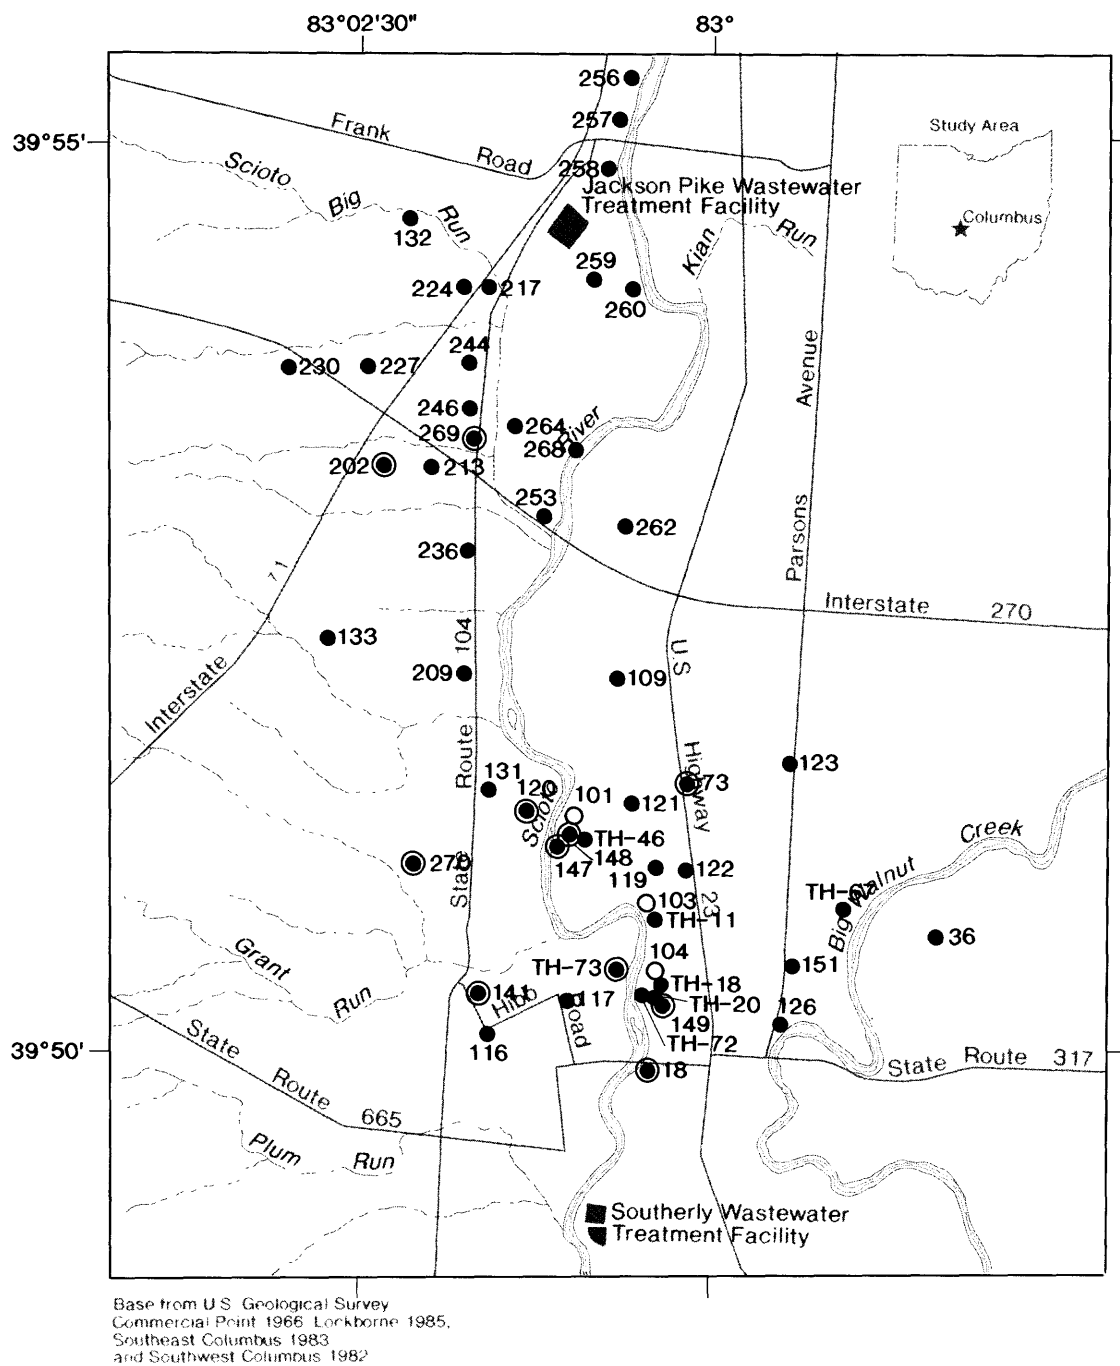 83°02'30"
83°
39°55'
39°50'
256
257
258
Frank
Road
Study Area
Columbus
Jackson Pike Wastewater
Treatment Facility
Scioto
Big
Run
132
Kian
Run
259
260
224
217
244
230
227
246
264
River
269
268
202
213
253
262
236
Parsons
Avenue
Interstate
270
71
104
133
209
109
U.S
Interstate
Route
Highway
131
120
Scioto
101
121
73
123
TH-46
148
147
119
122
270
State
103
TH-11
23
Creek
Big Walnut
36
Grant
Run
TH-73
104
TH-18
TH-20
149
TH-72
151
126
141
Hibb
117
Road
116
State
Route
665
18
State
Route
317
Plum
Run
Southerly Wastewater
Treatment Facility
Base from U.S. Geological Survey
Commercial Point 1966 Lockborne 1985,
Southeast Columbus 1983
and Southwest Columbus 1982